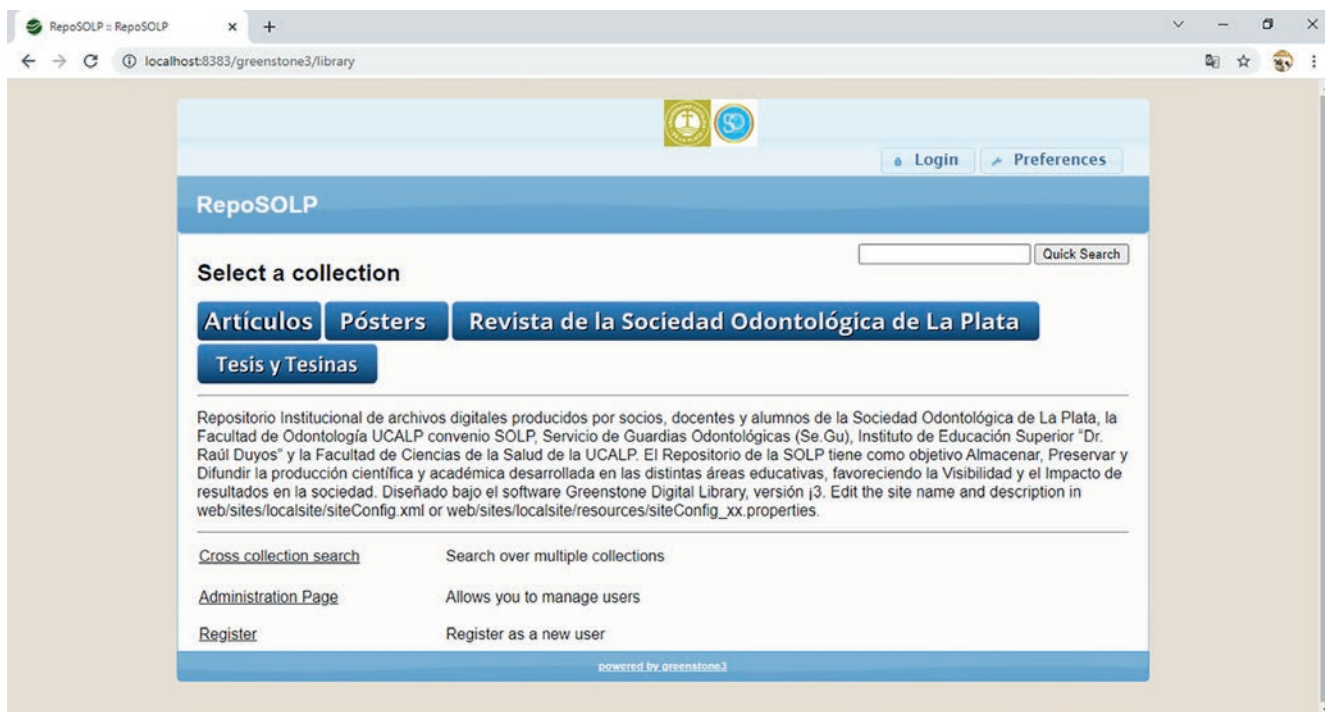 RepoSOLP :: RepoSOLP
localhost:8383/greenstone3/library
Login
Preferences
RepoSOLP
Quick Search
Select a collection
Artículos
Pósters
Revista de la Sociedad Odontológica de La Plata
Tesis y Tesinas
Repositorio Institucional de archivos digitales producidos por socios, docentes y alumnos de la Sociedad Odontológica de La Plata, la
Facultad de Odontología UCALP convenio SOLP, Servicio de Guardias Odontológicas (Se.Gu), Instituto de Educación Superior “Dr.
Raúl Duyos” y la Facultad de Ciencias de la Salud de la UCALP. El Repositorio de la SOLP tiene como objetivo Almacenar, Preservar y
Difundir la producción científica y académica desarrollada en las distintas áreas educativas, favoreciendo la Visibilidad y el Impacto de
resultados en la sociedad. Diseñado bajo el software Greenstone Digital Library, versión ¡3. Edit the site name and description in
web/sites/localsite/siteConfig.xml or web/sites/localsite/resources/siteConfig_xx.properties.
Cross collection search Search over multiple collections
Administration Page Allows you to manage users
Register Register as a new user
powered by greenstone3